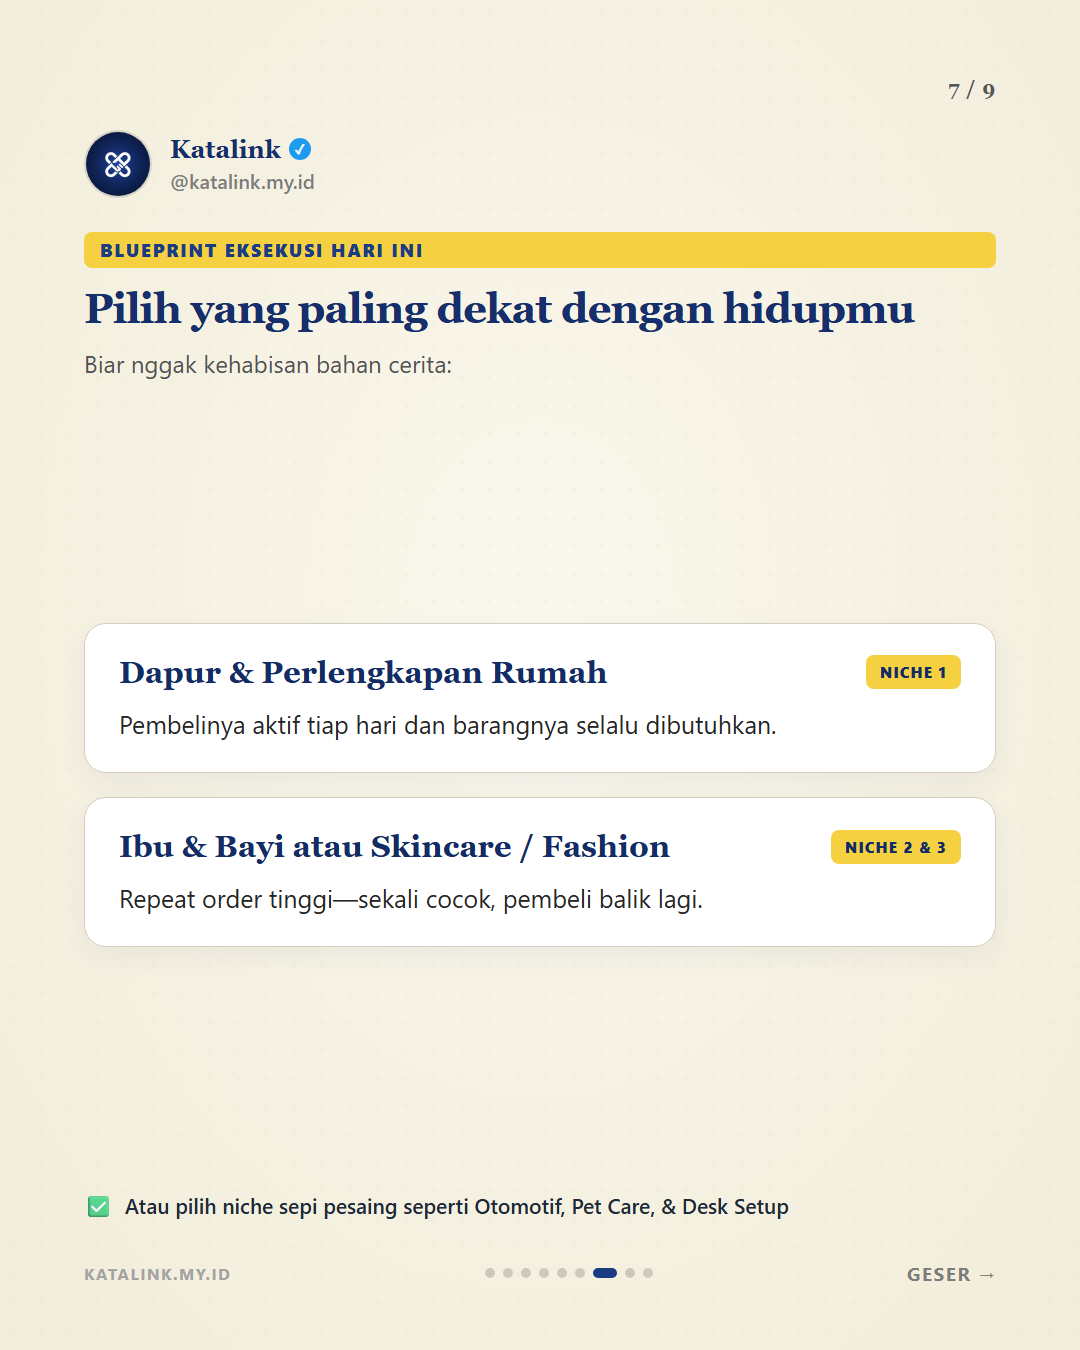 7 / 9
Katalink
@katalink.my.id
BLUEPRINT EKSEKUSI HARI INI
Pilih yang paling dekat dengan hidupmu
Biar nggak kehabisan bahan cerita:
Dapur & Perlengkapan Rumah
NICHE 1
Pembelinya aktif tiap hari dan barangnya selalu dibutuhkan.
Ibu & Bayi atau Skincare / Fashion
NICHE 2 & 3
Repeat order tinggi—sekali cocok, pembeli balik lagi.
✅ Atau pilih niche sepi pesaing seperti Otomotif, Pet Care, & Desk Setup
KATALINK.MY.ID
GESER →